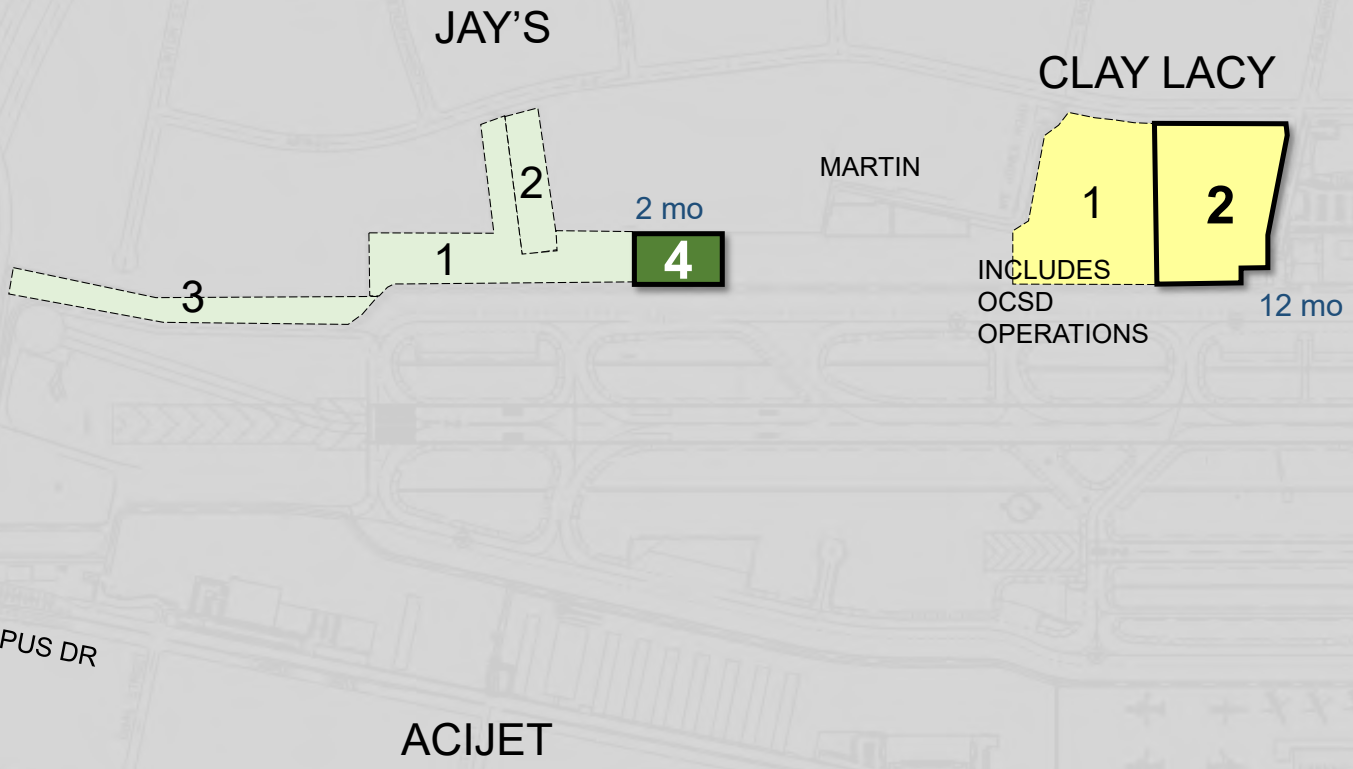 JAY’S
CLAY LACY
MARTIN
2
2 mo
1
2
1
4
3
INCLUDES
OCSD
OPERATIONS
12 mo
PUS DR
ACIJET